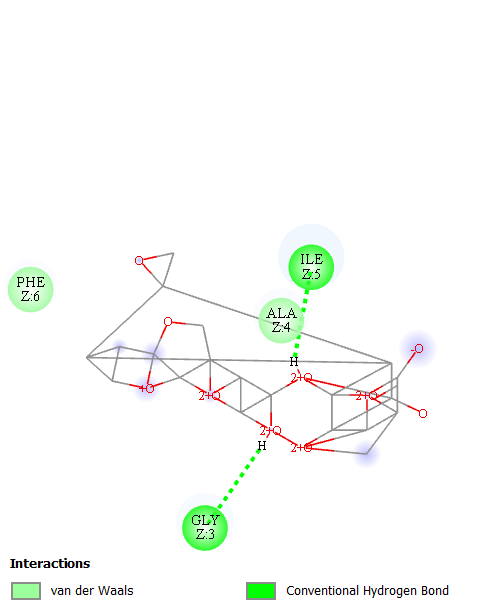 ILE
Z:5
O
PHE
Z:6
ALA
Z:4
O
-O
H
2+O
+O
2+O
2+O
O
2+O
H
2+O
GLY
Z:3
Interactions
van der Waals
Conventional Hydrogen Bond